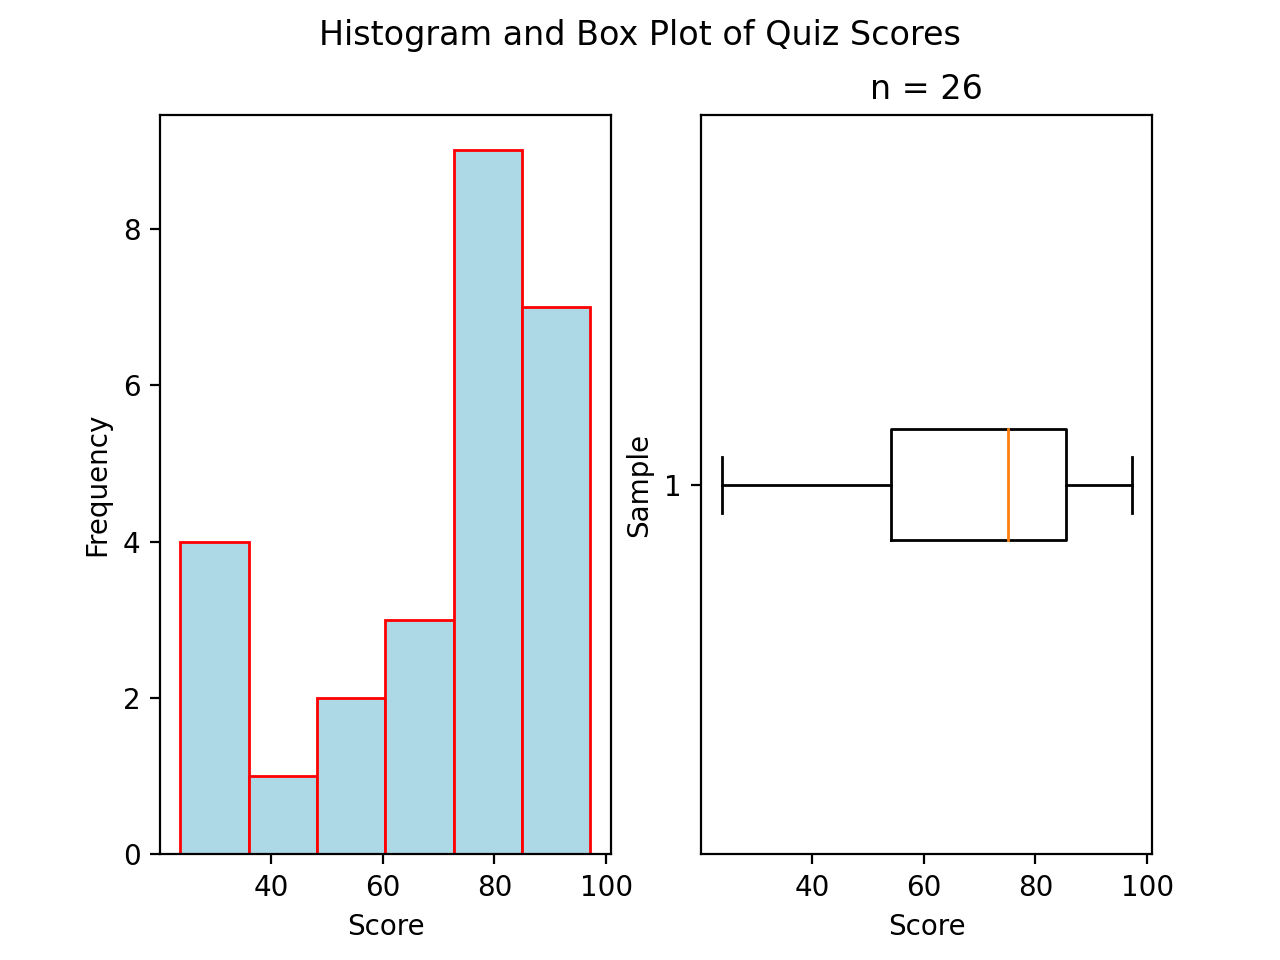 Histogram and Box Plot of Quiz Scores
Frequency
8
6
4
2
0
40 60 80 100
Score
n = 26
Sample
1
40 60 80 100
Score